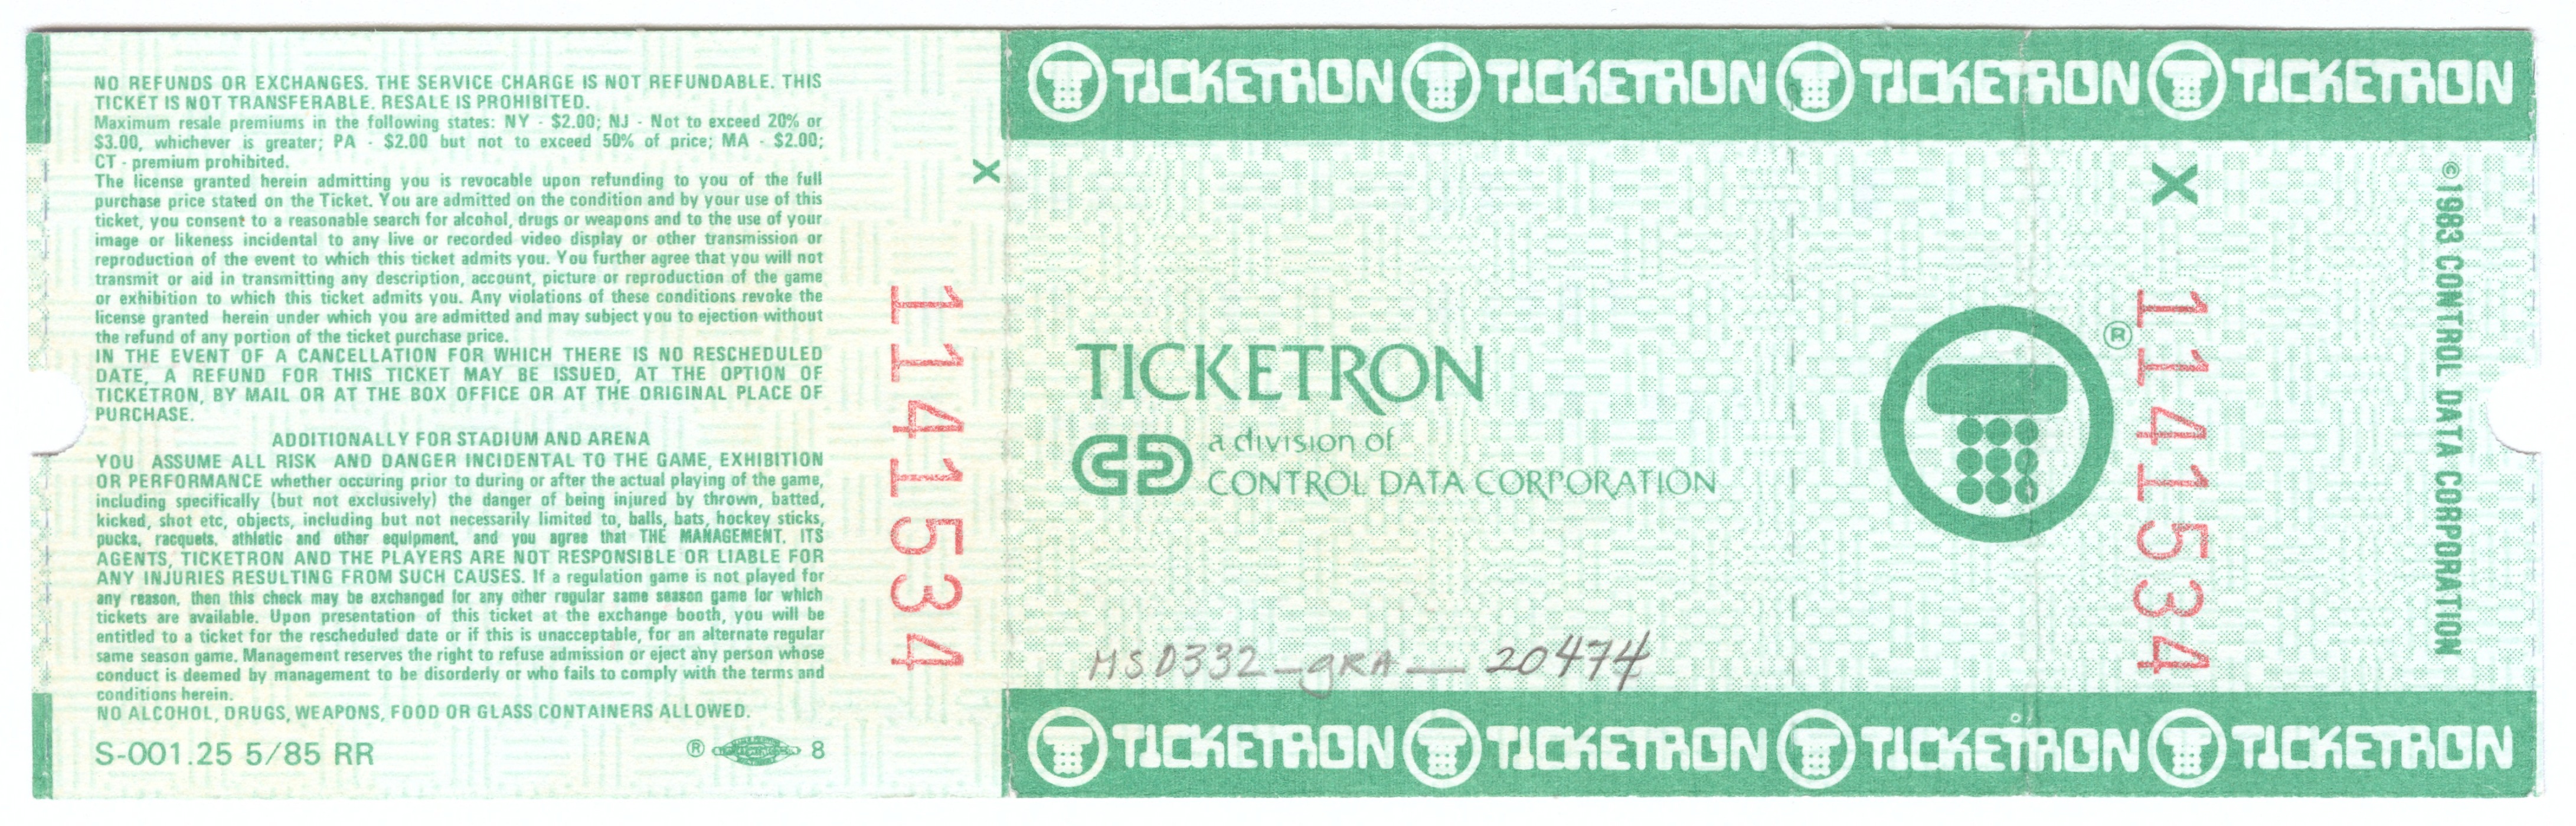 NO REFUNDS OR EXCHANGES. THE SERVICE CHARGE IS NOT REFUNDABLE. THIS
TICKET IS NOT TRANSFERABLE. RESALE IS PROHIBITED.
Maximum resale premiums in the following states: NY - $2.00; NJ - Not to exceed 20% or
$3.00, whichever is greater; PA - $2.00 but not to exceed 50% of price; MA - $2.00;
CT - premium prohibited.
The license granted herein admitting you is revocable upon refunding to you of the full
purchase price stated on the Ticket. You are admitted on the condition and by your use of this
ticket, you consent to a reasonable search for alcohol, drugs or weapons and to the use of your
image or likeness incidental to any live or recorded video display or other transmission or
reproduction of the event to which this ticket admits you. You further agree that you will not
transmit or aid in transmitting any description, account, picture or reproduction of the game
or exhibition to which this ticket admits you. Any violations of these conditions revoke the
license granted herein under which you are admitted and may subject you to ejection without
the refund of any portion of the ticket purchase price.
IN THE EVENT OF A CANCELLATION FOR WHICH THERE IS NO RESCHEDULED
DATE, A REFUND FOR THIS TICKET MAY BE ISSUED, AT THE OPTION OF
TICKETRON, BY MAIL OR AT THE BOX OFFICE OR AT THE ORIGINAL PLACE OF
PURCHASE.
ADDITIONALLY FOR STADIUM AND ARENA
YOU ASSUME ALL RISK AND DANGER INCIDENTAL TO THE GAME, EXHIBITION
OR PERFORMANCE whether occuring prior to during or after the actual playing of the game,
including specifically (but not exclusively) the danger of being injured by thrown, batted,
kicked, shot etc, objects, including but not necessarily limited to, balls, bats, hockey sticks,
pucks, racquets, athletic and other equipment, and you agree that THE MANAGEMENT, ITS
AGENTS, TICKETRON AND THE PLAYERS ARE NOT RESPONSIBLE OR LIABLE FOR
ANY INJURIES RESULTING FROM SUCH CAUSES. If a regulation game is not played for
any reason, then this check may be exchanged for any other regular same season game for which
tickets are available. Upon presentation of this ticket at the exchange booth, you will be
entitled to a ticket for the rescheduled date or if this is unacceptable, for an alternate regular
same season game. Management reserves the right to refuse admission or eject any person whose
conduct is deemed by management to be disorderly or who fails to comply with the terms and
conditions herein.
NO ALCOHOL, DRUGS, WEAPONS, FOOD OR GLASS CONTAINERS ALLOWED.
S-001.25 5/85 RR ® 8
X 1141534
TICKETRON TICKETRON TICKETRON TICKETRON
TICKETRON
a division of
CONTROL DATA CORPORATION
®
X 1141534
©1983 CONTROL DATA CORPORATION
MSD332-gRA-20474
TICKETRON TICKETRON TICKETRON TICKETRON